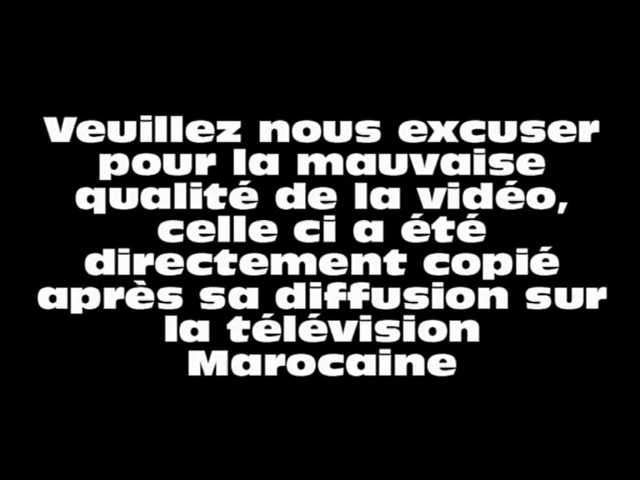 Veuillez nous excuser
pour la mauvaise
qualité de la vidéo,
celle ci a été
directement copié
après sa diffusion sur
la télévision
Marocaine